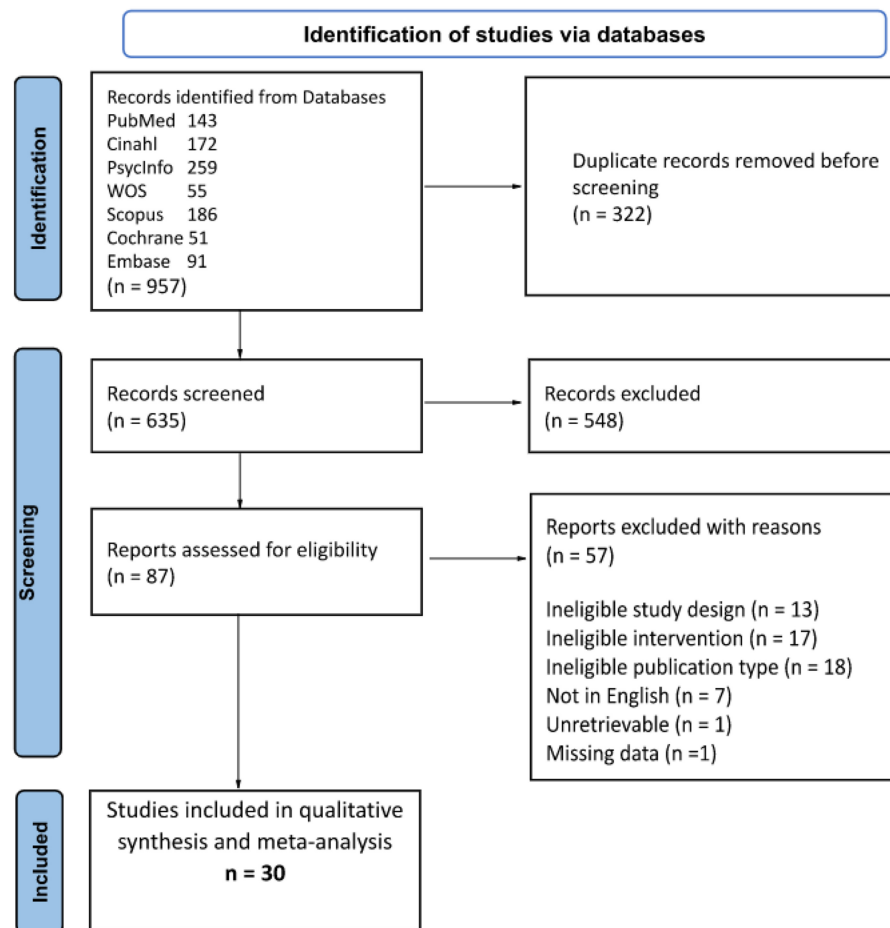 Identification of studies via databases
Identification
Records identified from Databases
PubMed 143
Cinahl 172
PsycInfo 259
WOS 55
Scopus 186
Cochrane 51
Embase 91
(n = 957)
Duplicate records removed before
screening
(n = 322)
Screening
Records screened
(n = 635)
Records excluded
(n = 548)
Reports assessed for eligibility
(n = 87)
Reports excluded with reasons
(n = 57)
Ineligible study design (n = 13)
Ineligible intervention (n = 17)
Ineligible publication type (n = 18)
Not in English (n = 7)
Unretrievable (n = 1)
Missing data (n =1)
Included
Studies included in qualitative
synthesis and meta-analysis
n = 30